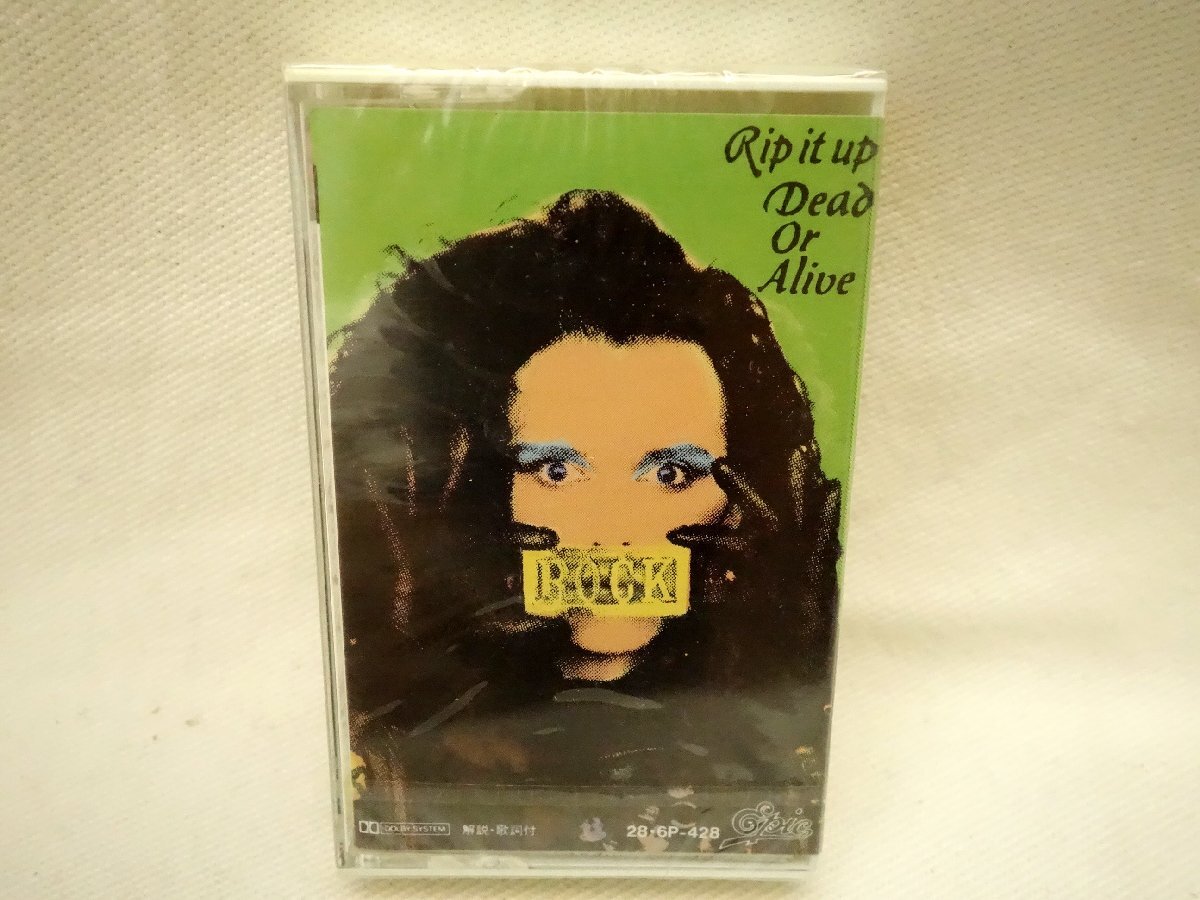 Rip it up
Dead
Or
Alive
ROCK
DOLBY SYSTEM 解説・歌詞付 28・6P-428 Epic